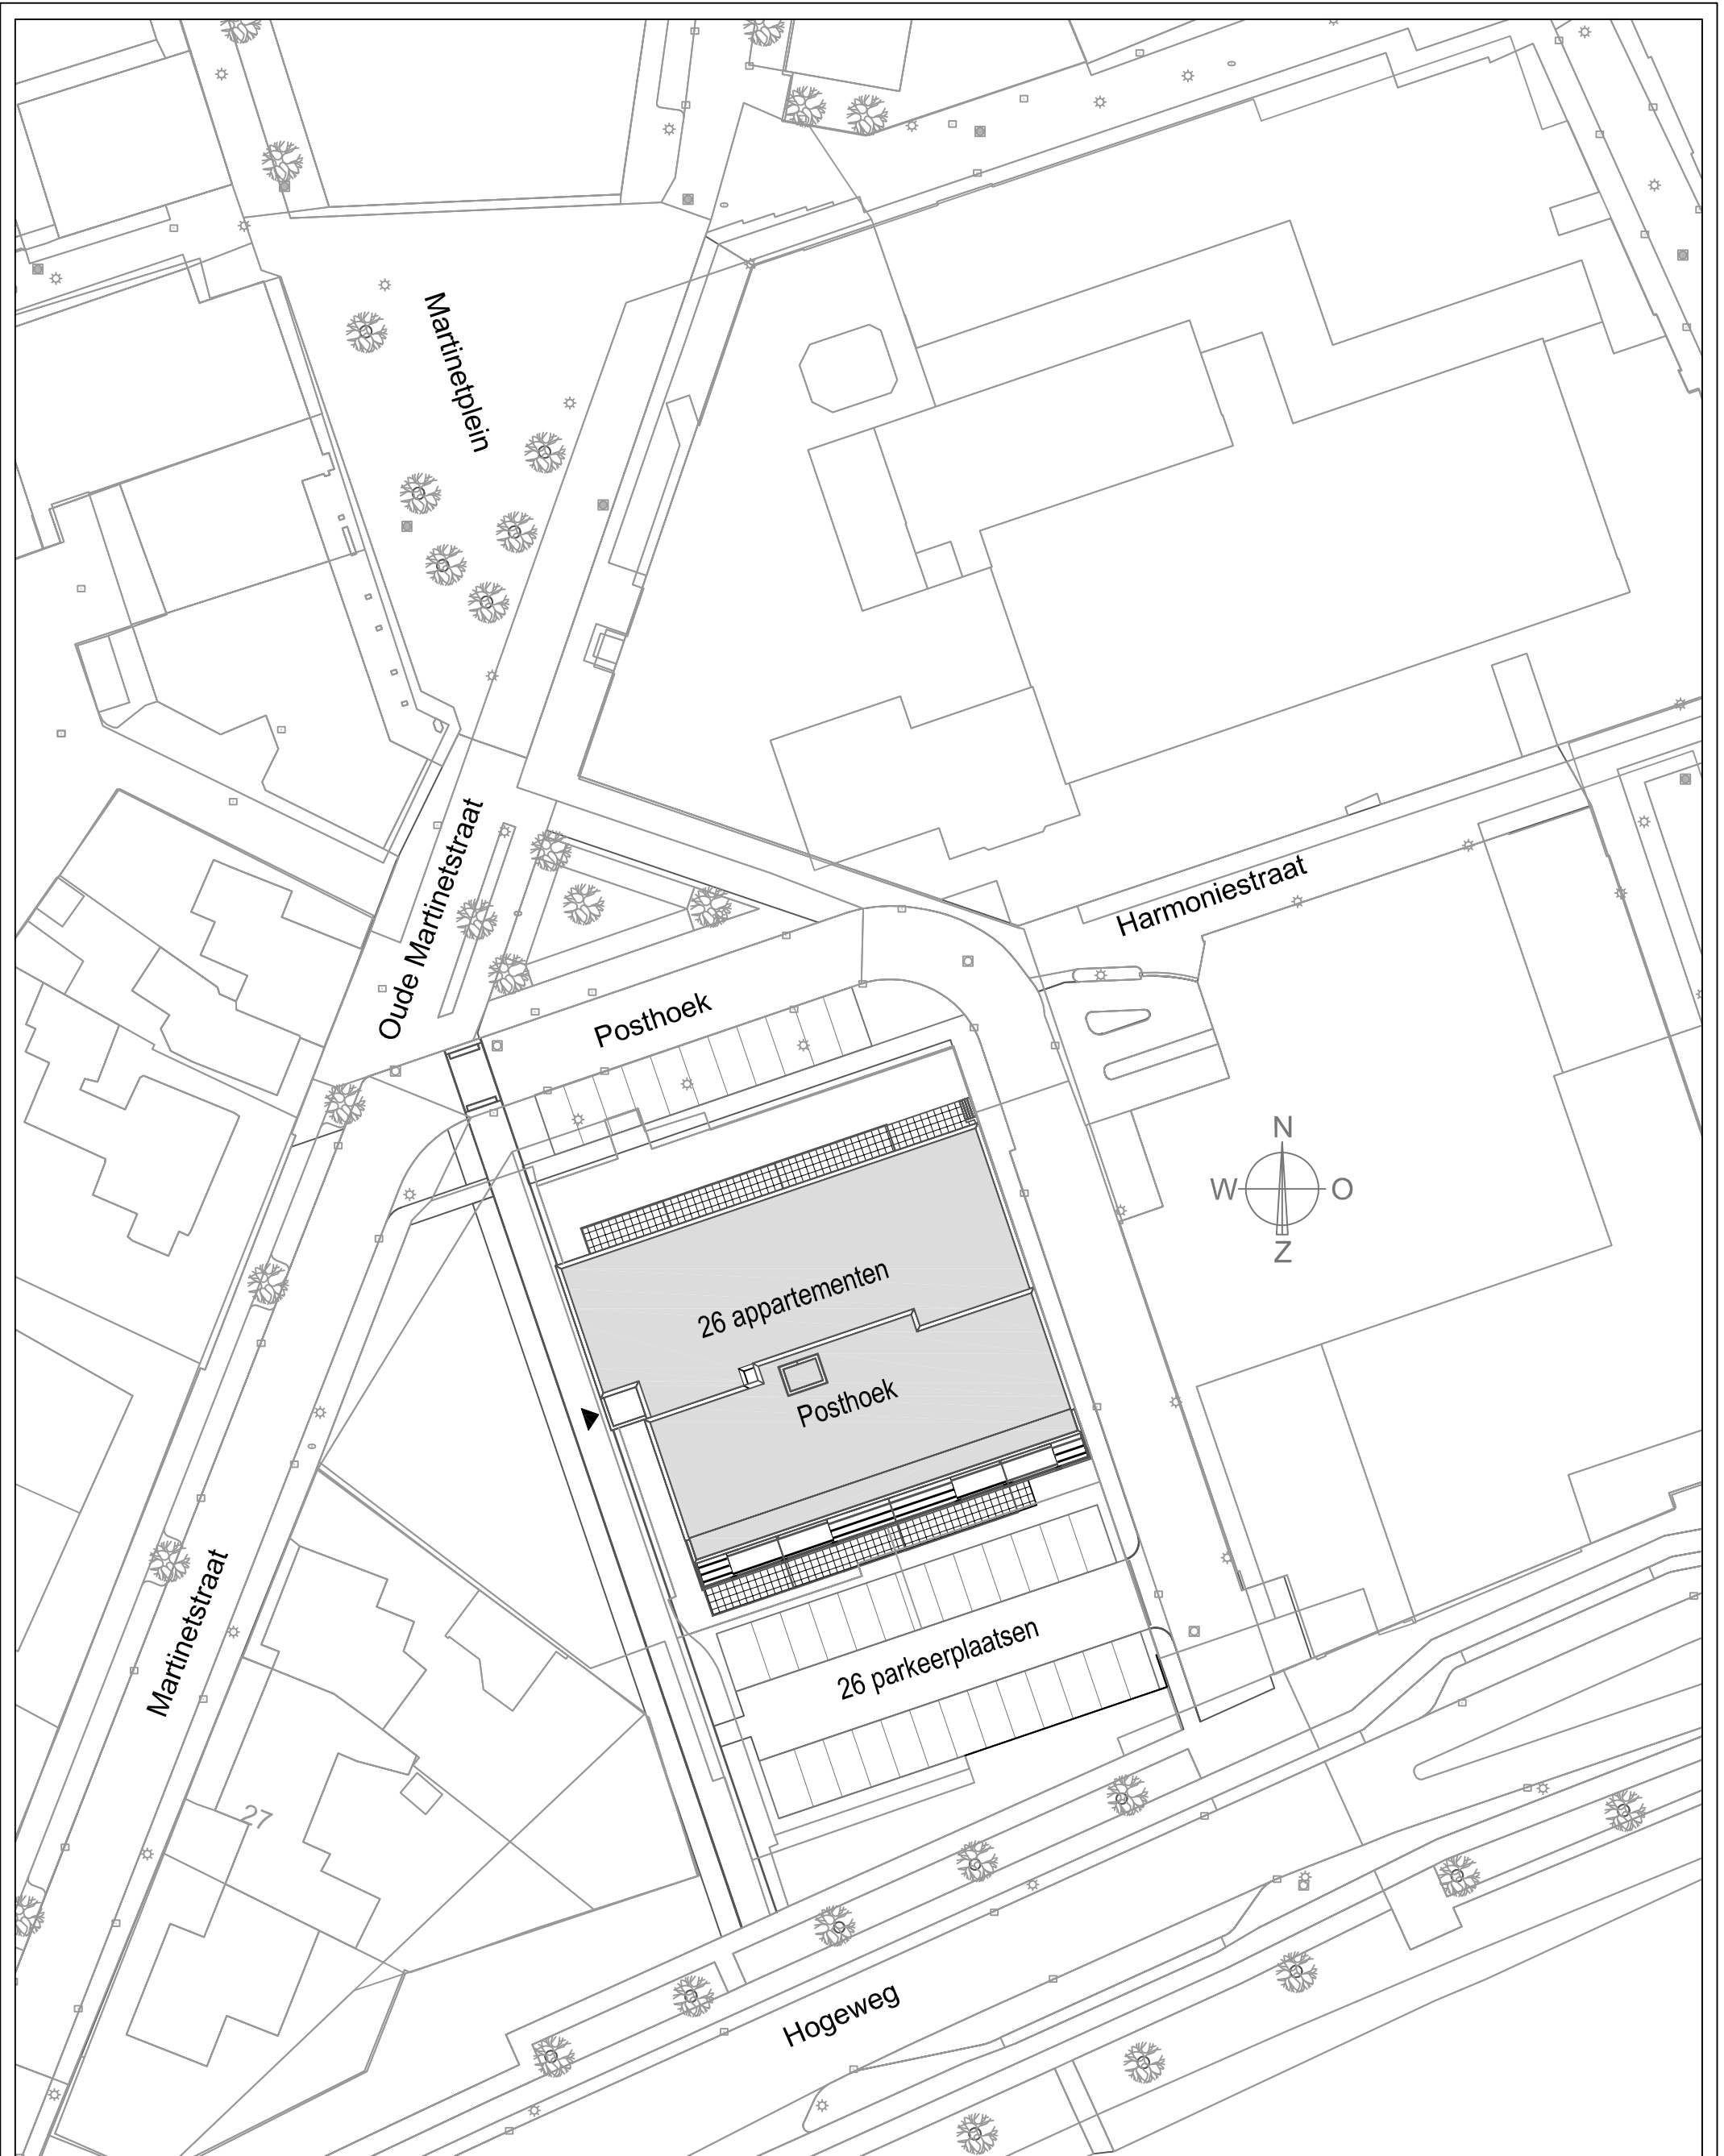 Martinetplein
Oude Martinetstraat
Harmoniestraat
Posthoek
N
W O
Z
26 appartementen
Posthoek
26 parkeerplaatsen
Martinetstraat
27
Hogeweg